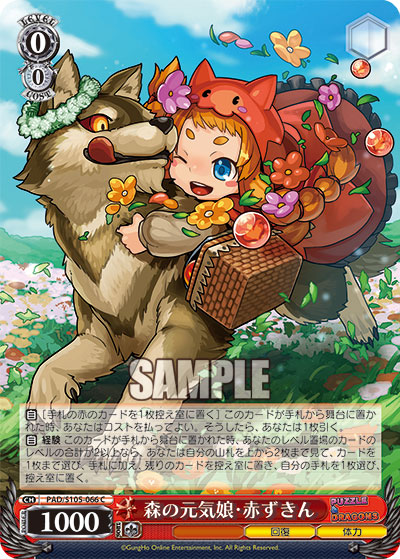 LEVEL
0
0
COST
SAMPLE
自 [手札の赤のカードを1枚控え室に置く] このカードが手札から舞台に置か
れた時、あなたはコストを払ってよい。そうしたら、あなたは1枚引く。
自 経験 このカードが手札から舞台に置かれた時、あなたのレベル置場のカードの
レベルの合計が2以上なら、あなたは自分の山札を上から2枚まで見て、カードを
1枚まで選び、手札に加え、残りのカードを控え室に置き、自分の手札を1枚選び、
控え室に置く。
CH PAD/S105-066 C
1000
森の元気娘・赤ずきん
PUZZLE & DRAGONS
回復
体力
©GungHo Online Entertainment, Inc. All Rights Reserved.